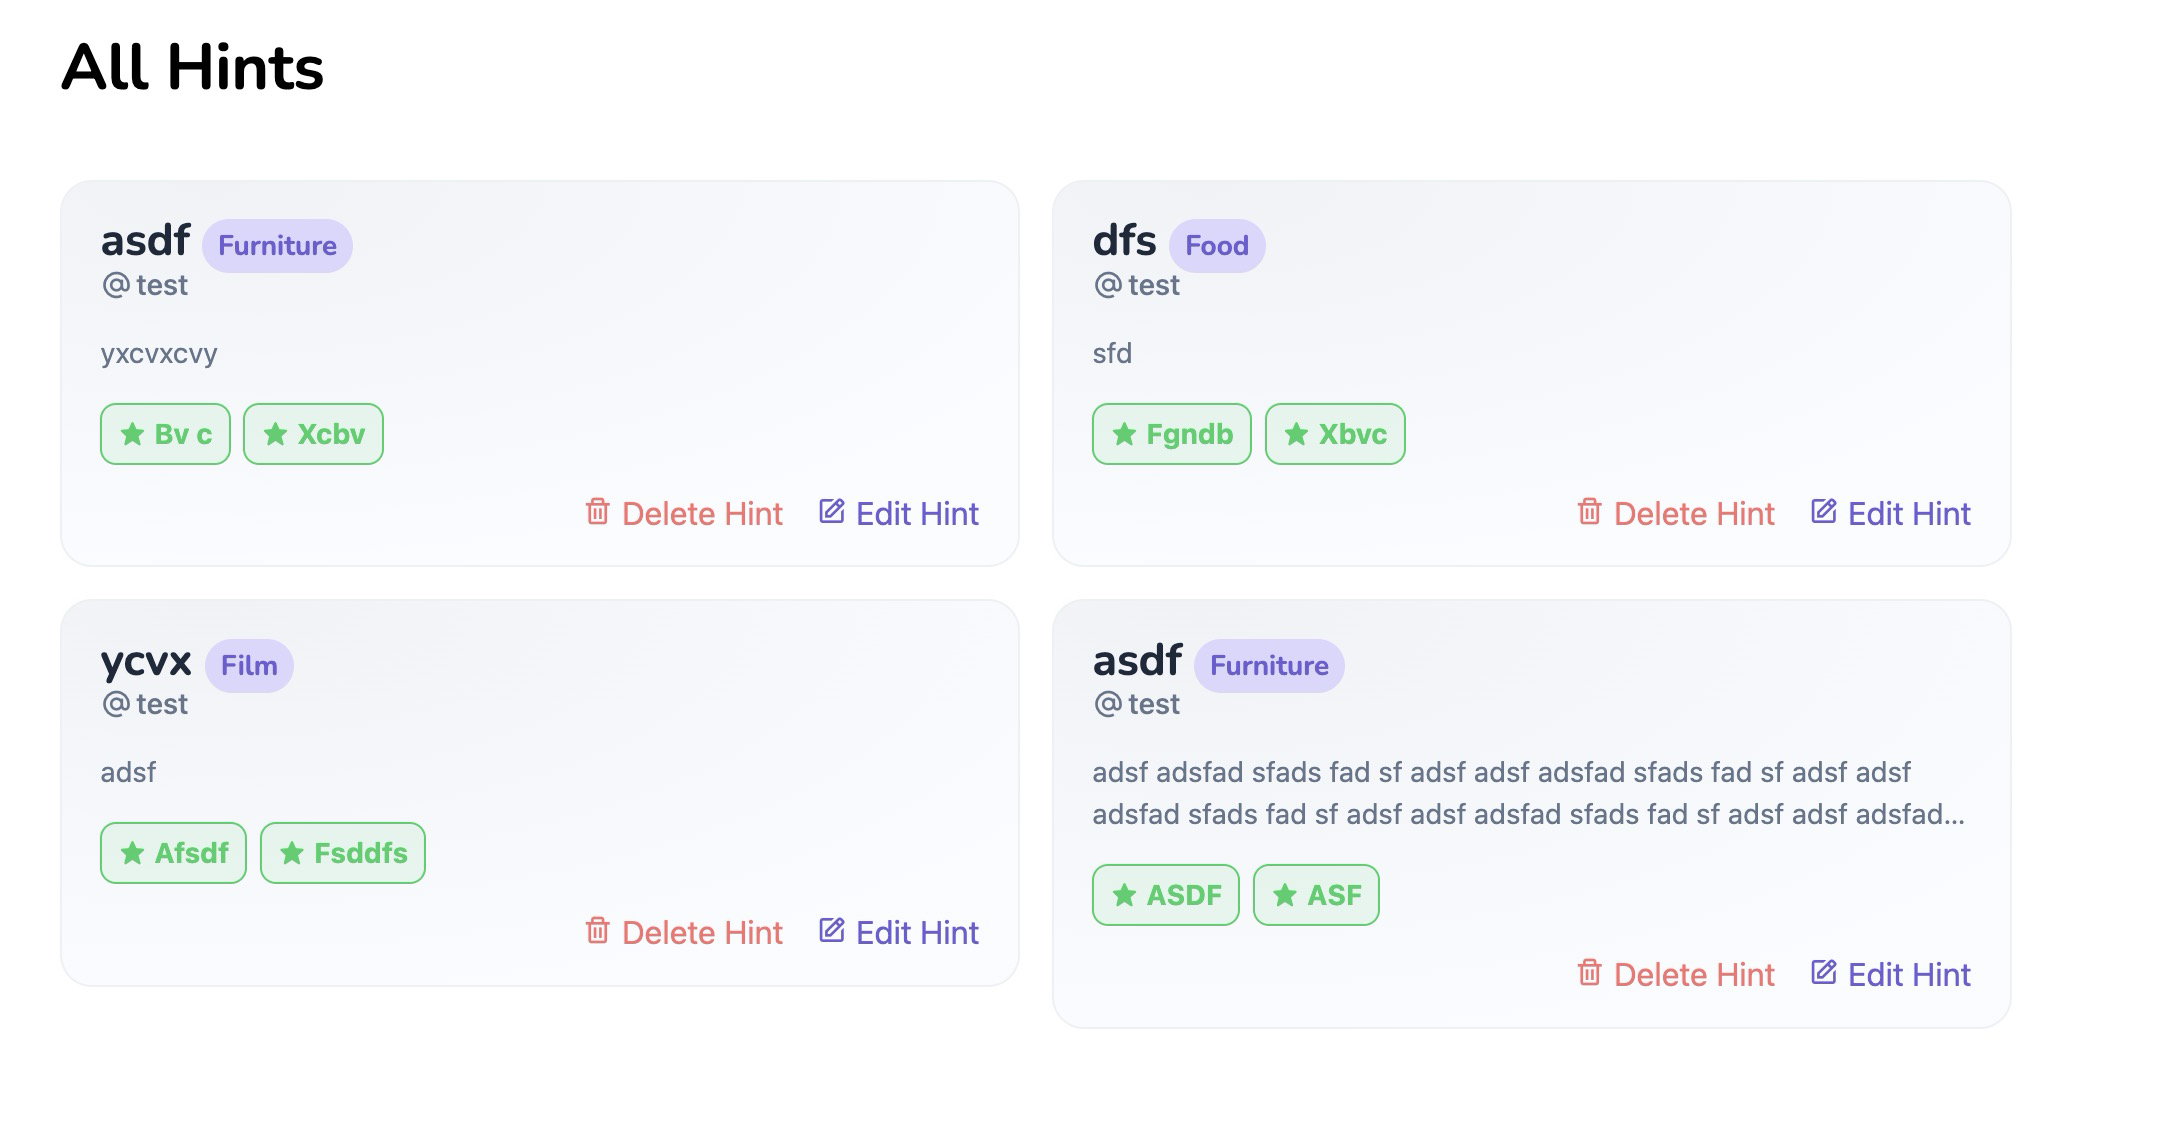 All Hints
asdf Furniture
@test
yxcvxcvy
Bv c Xcbv
Delete Hint Edit Hint
dfs Food
@test
sfd
Fgndb Xbvc
Delete Hint Edit Hint
ycvx Film
@test
adsf
Afsdf Fsddfs
Delete Hint Edit Hint
asdf Furniture
@test
adsf adsfad sfads fad sf adsf adsf adsfad sfads fad sf adsf adsf
adsfad sfads fad sf adsf adsf adsfad sfads fad sf adsf adsf adsfad...
ASDF ASF
Delete Hint Edit Hint